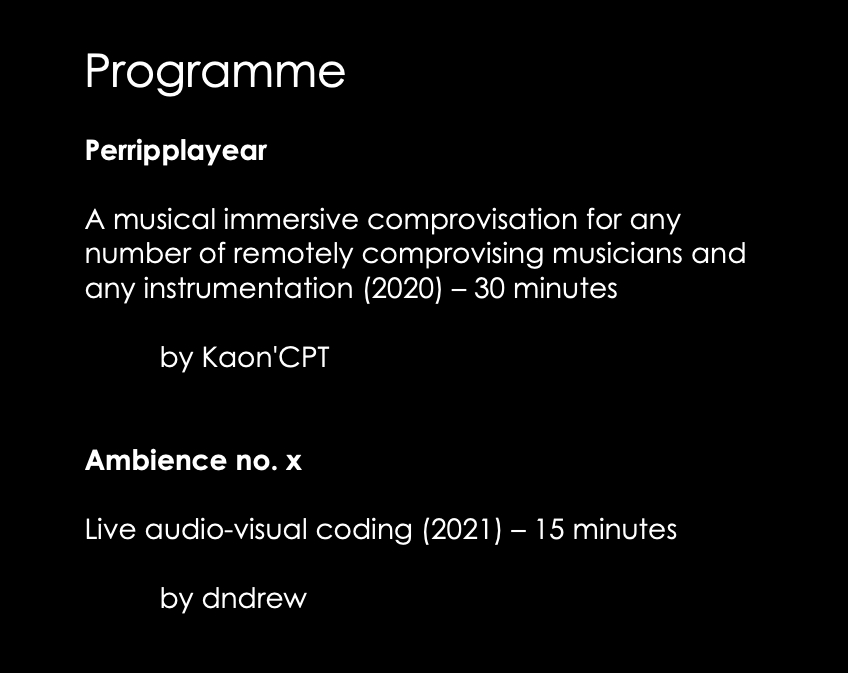 Programme
Perripplayear
A musical immersive comprovisation for any
number of remotely comprovising musicians and
any instrumentation (2020) – 30 minutes
by Kaon'CPT
Ambience no. x
Live audio-visual coding (2021) – 15 minutes
by dndrew